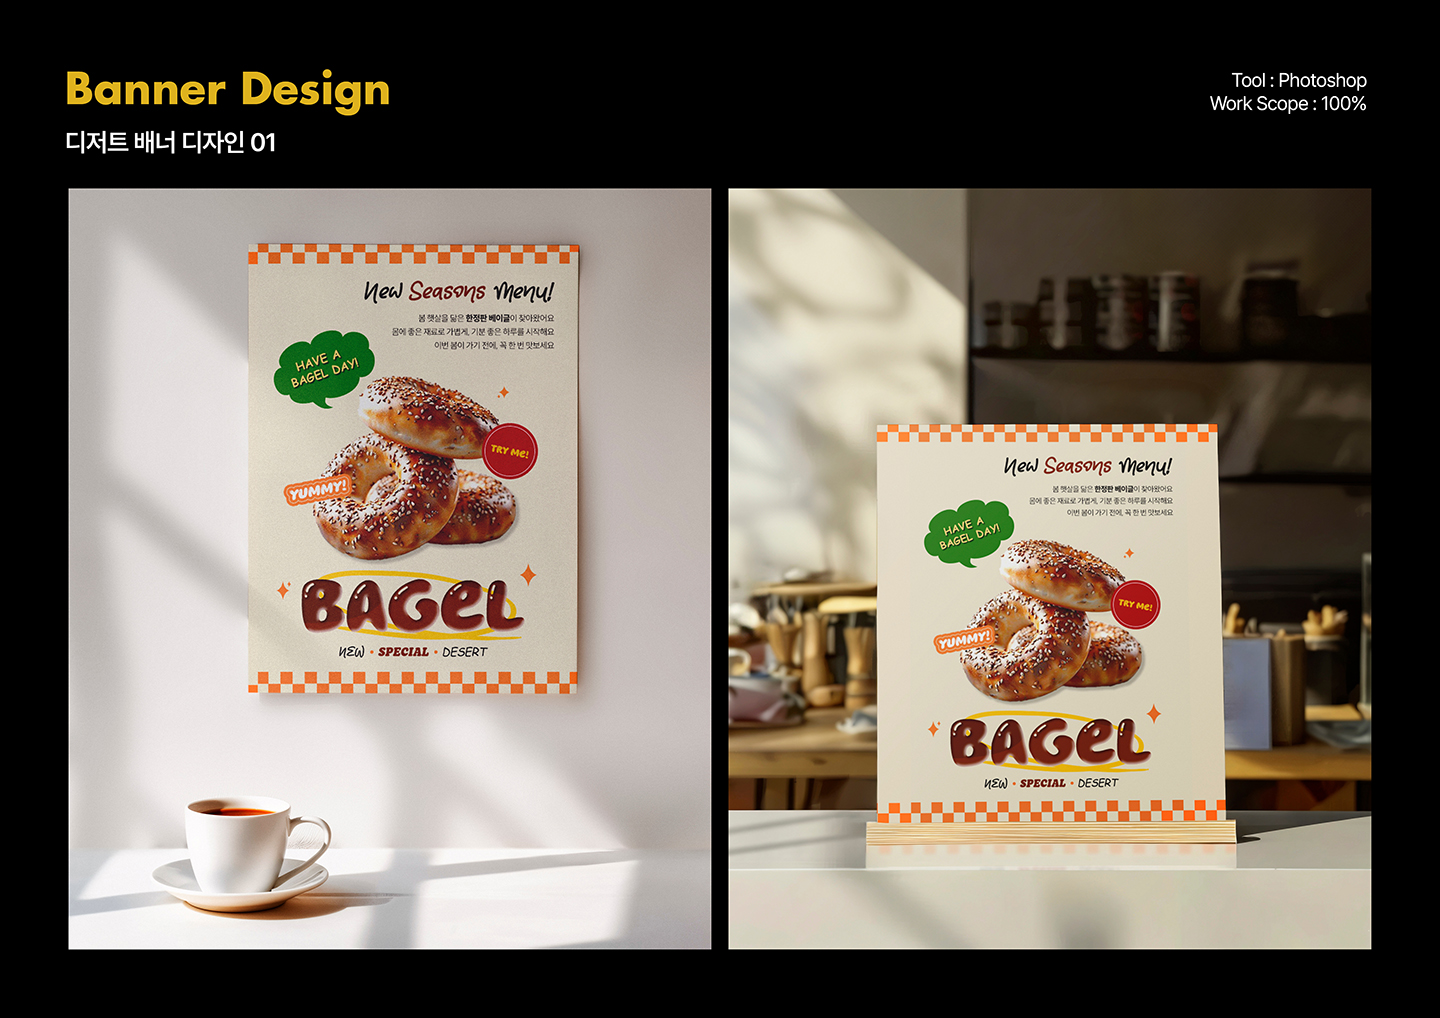 Banner Design
디저트 배너 디자인 01
Tool : Photoshop
Work Scope : 100%
New Seasons Menu!
봄 햇살을 닮은 한정판 베이글이 찾아왔어요
몸에 좋은 재료로 가볍게, 기분 좋은 하루를 시작해요
이번 봄이 가기 전에, 꼭 한 번 맛보세요
HAVE A
BAGEL DAY!
TRY ME!
YUMMY!
BAGEL
NEW • SPECIAL • DESERT
New Seasons Menu!
봄 햇살을 닮은 한정판 베이글이 찾아왔어요
몸에 좋은 재료로 가볍게, 기분 좋은 하루를 시작해요
이번 봄이 가기 전에, 꼭 한 번 맛보세요
HAVE A
BAGEL DAY!
TRY ME!
YUMMY!
BAGEL
NEW • SPECIAL • DESERT